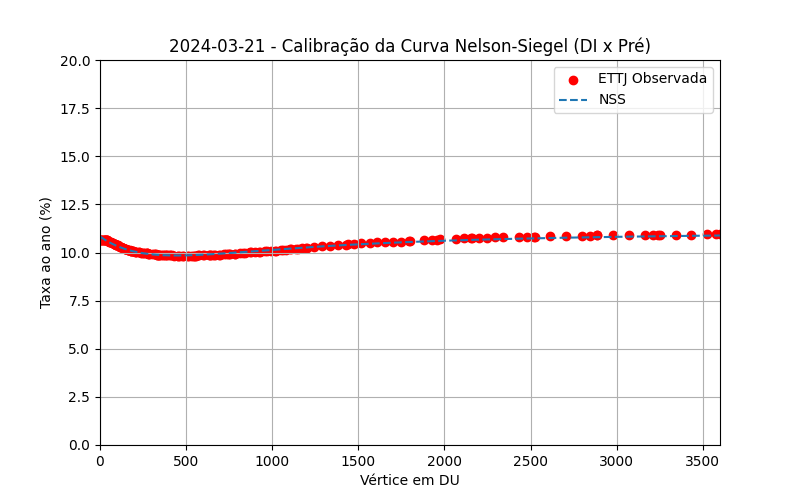 2024-03-21 - Calibração da Curva Nelson-Siegel (DI x Pré)
20.0
17.5
15.0
12.5
10.0
7.5
5.0
2.5
0.0
Taxa ao ano (%)
ETTJ Observada
NSS
0 500 1000 1500 2000 2500 3000 3500
Vértice em DU